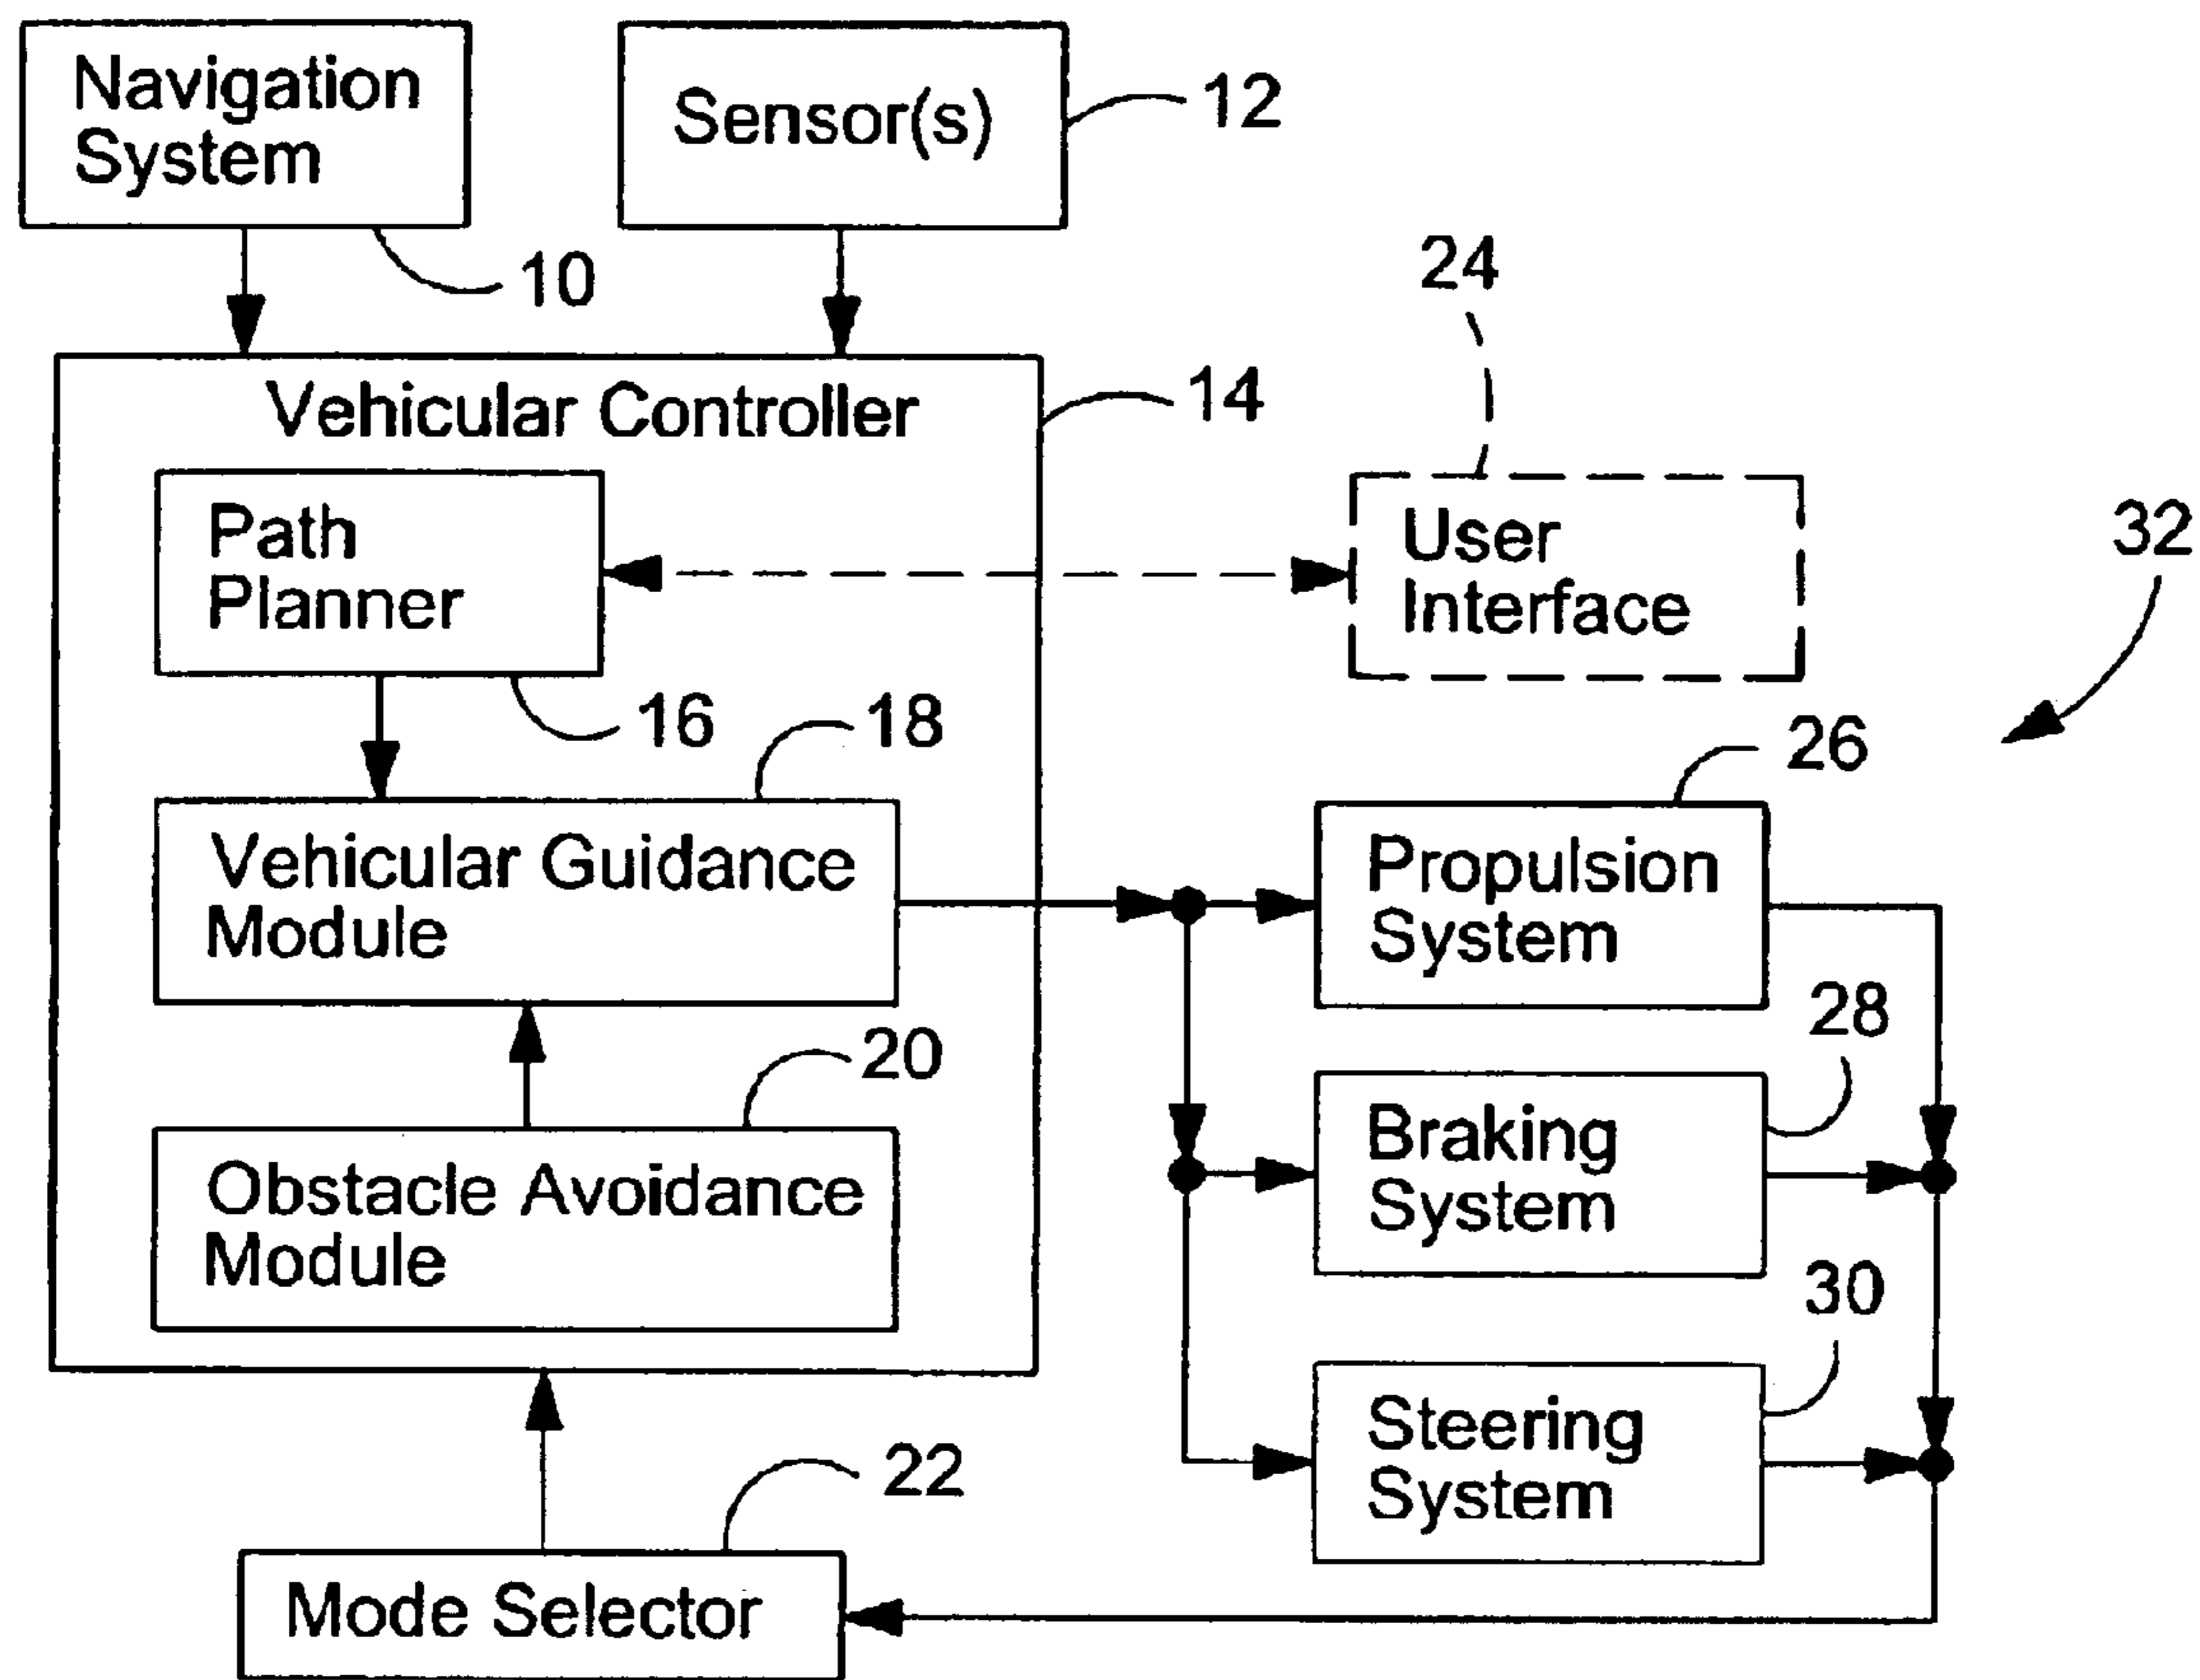 Navigation
System
Sensor(s)
12
10
24
Vehicular Controller
14
Path
Planner
User
Interface
32
16
18
26
Vehicular Guidance
Module
Propulsion
System
28
20
Obstacle Avoidance
Module
Braking
System
30
Steering
System
22
Mode Selector